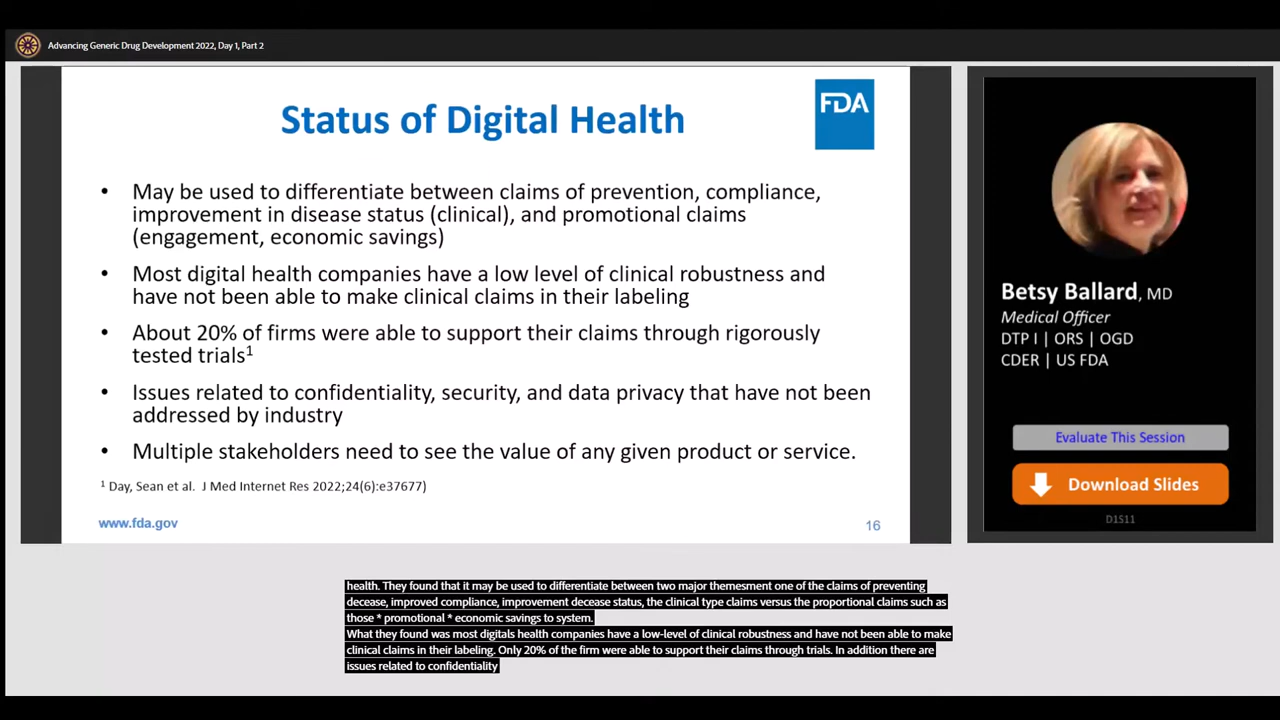 Advancing Generic Drug Development 2022, Day 1, Part 2
Status of Digital Health
FDA
• May be used to differentiate between claims of prevention, compliance,
improvement in disease status (clinical), and promotional claims
(engagement, economic savings)
• Most digital health companies have a low level of clinical robustness and
have not been able to make clinical claims in their labeling
• About 20% of firms were able to support their claims through rigorously
tested trials¹
• Issues related to confidentiality, security, and data privacy that have not been
addressed by industry
• Multiple stakeholders need to see the value of any given product or service.
¹ Day, Sean et al. J Med Internet Res 2022;24(6):e37677)
www.fda.gov
16
Betsy Ballard, MD
Medical Officer
DTP I | ORS | OGD
CDER | US FDA
Evaluate This Session
Download Slides
D1S11
health. They found that it may be used to differentiate between two major themesment one of the claims of preventing
decease, improved compliance, improvement decease status, the clinical type claims versus the proportional claims such as
those * promotional * economic savings to system.
What they found was most digitals health companies have a low-level of clinical robustness and have not been able to make
clinical claims in their labeling. Only 20% of the firm were able to support their claims through trials. In addition there are
issues related to confidentiality